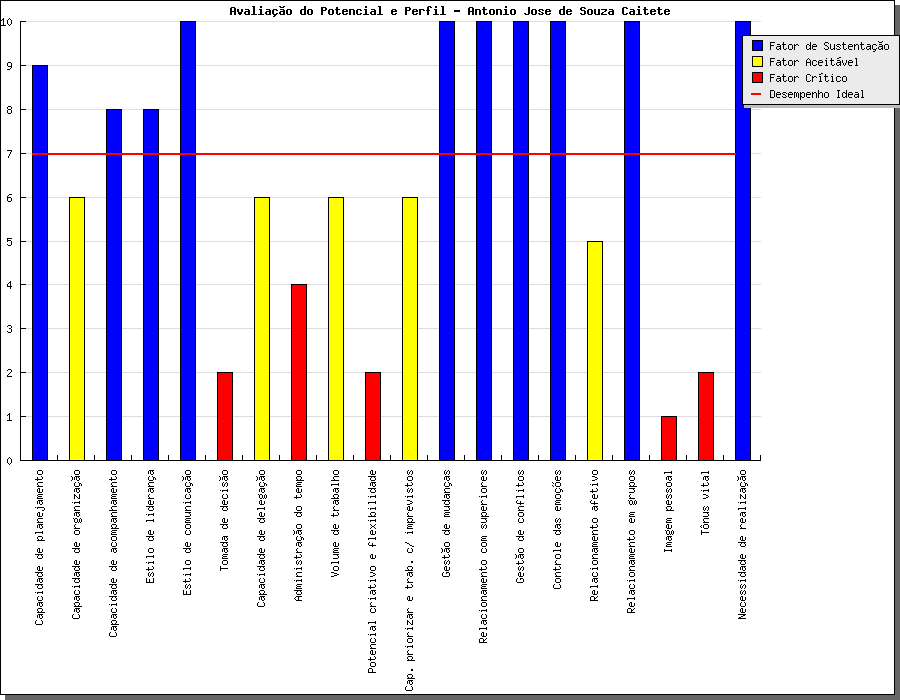 Avaliação do Potencial e Perfil - Antonio Jose de Souza Caitete
10
9
8
7
6
5
4
3
2
1
0
Fator de Sustentação
Fator Aceitável
Fator Crítico
Desempenho Ideal
Capacidade de planejamento
Capacidade de organização
Capacidade de acompanhamento
Estilo de liderança
Estilo de comunicação
Tomada de decisão
Capacidade de delegação
Administração do tempo
Volume de trabalho
Potencial criativo e flexibilidade
Cap. priorizar e trab. c/ imprevistos
Gestão de mudanças
Relacionamento com superiores
Gestão de conflitos
Controle das emoções
Relacionamento afetivo
Relacionamento em grupos
Imagem pessoal
Tônus vital
Necessidade de realização